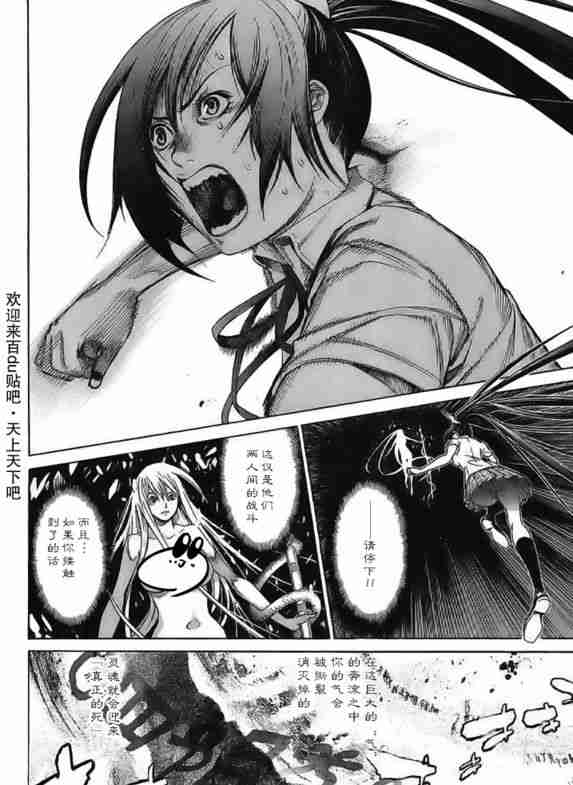 欢迎来百du贴吧·天上天下吧
——请停下!!
这仅是他们
两人间的战斗
而且…
如果你接触
到了的话
在这巨大的…
的奔流之中
你的气会
被撕裂
消灭掉的
灵魂就会迎来
「真正的死」